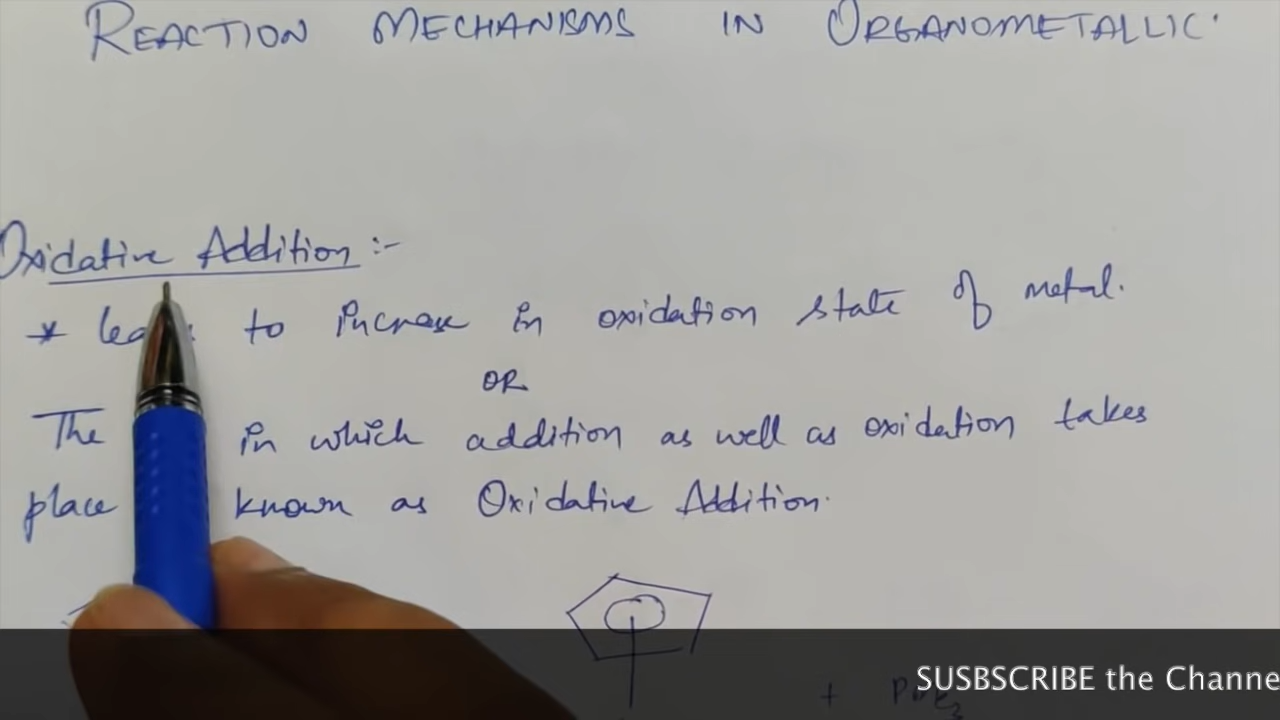 REACTION MECHANISMS IN ORGANOMETALLIC.
Oxidative Addition :-
* to increase in oxidation state of metal.
OR
The in which addition as well as oxidation takes
place known as Oxidative Addition.
+
SUSBSCRIBE the Channe